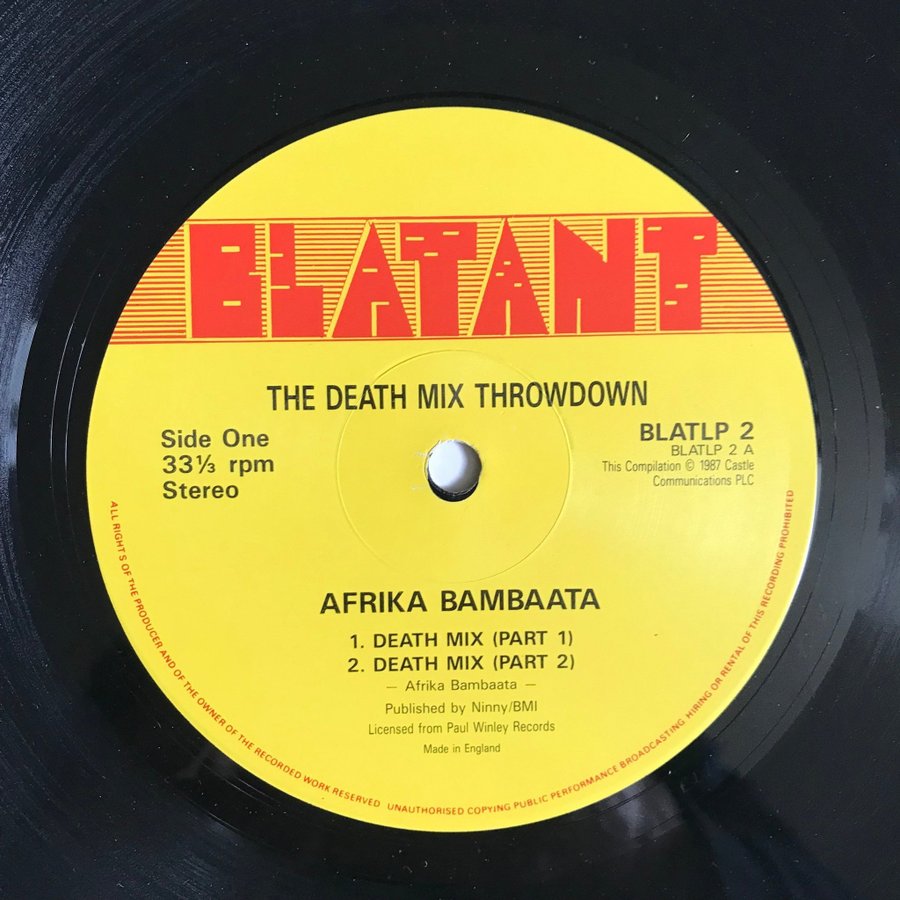 BLATANT
THE DEATH MIX THROWDOWN
Side One
33⅓ rpm
Stereo
BLATLP 2
BLATLP 2 A
This Compilation © 1987 Castle
Communications PLC
AFRIKA BAMBAATA
1. DEATH MIX (PART 1)
2. DEATH MIX (PART 2)
— Afrika Bambaata —
Published by Ninny/BMI
Licensed from Paul Winley Records
Made in England
ALL RIGHTS OF THE PRODUCER AND OF THE OWNER OF THE RECORDED WORK RESERVED UNAUTHORISED COPYING PUBLIC PERFORMANCE BROADCASTING HIRING OR RENTAL OF THIS RECORDING PROHIBITED